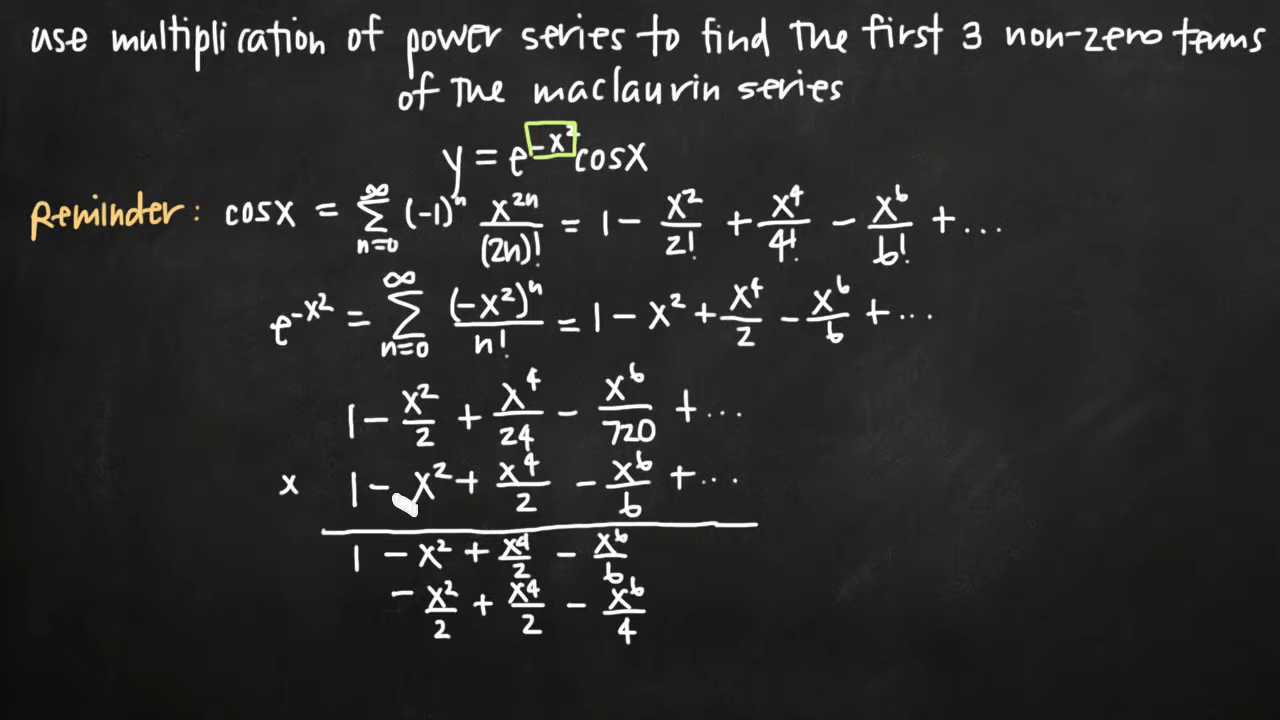 use multiplication of power series to find the first 3 non-zero terms
of the maclaurin series
y = e^(-x²) cosx
Reminder: cosx = ∑_(n=0)^∞ (-1)ⁿ x²ⁿ/(2n)! = 1 - x²/2! + x⁴/4! - x⁶/6! + ...
e^(-x²) = ∑_(n=0)^∞ (-x²)ⁿ/n! = 1 - x² + x⁴/2 - x⁶/6 + ...
1 - x²/2 + x⁴/24 - x⁶/720 + ...
x 1 - x² + x⁴/2 - x⁶/6 + ...
1 - x² + x⁴/2 - x⁶/6
- x²/2 + x⁴/2 - x⁶/4